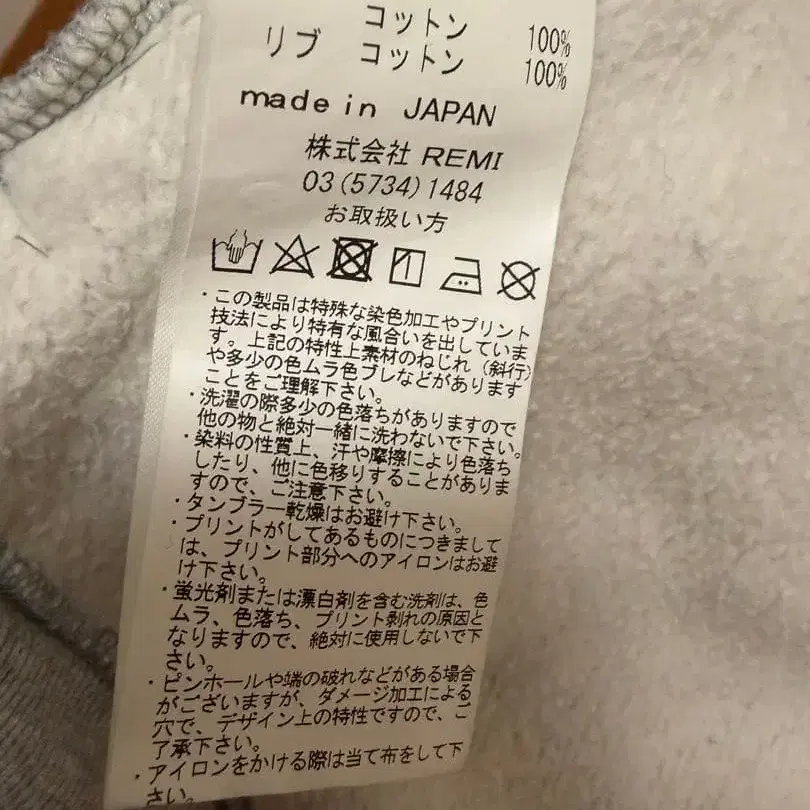 コットン 100%
リブ コットン 100%
made in JAPAN
株式会社 REMI
03(5734)1484
お取扱い方
・この製品は特殊な染色加工やプリント
技法により特有な風合いを出していま
す。上記の特性上素材のねじれ(斜行)
や多少の色ムラ色ブレなどがあります
ことをご理解下さい。
・洗濯の際多少の色落ちがありますので
他の物と絶対一緒に洗わないで下さい。
・染料の性質上、汗や摩擦により色落ち
したり、他に色移りすることがありま
すので、ご注意下さい。
・タンブラー乾燥はお避け下さい。
・プリントがしてあるものにつきまして
は、プリント部分へのアイロンはお避
け下さい。
・蛍光剤または漂白剤を含む洗剤は、色
ムラ、色落ち、プリント剥れの原因と
なりますので、絶対に使用しないで下
さい。
・ピンホールや端の破れなどがある場合
がございますが、ダメージ加工による
穴で、デザイン上の特性ですので、ご
了承下さい。
・アイロンをかける際は当て布をして下
さい。